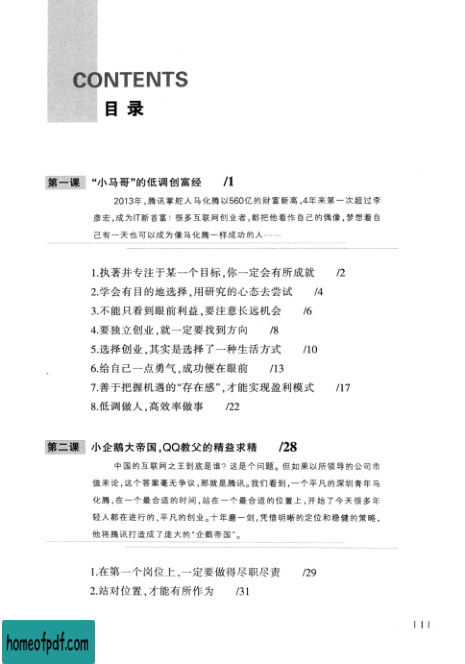 CONTENTS
目 录
第一课 “小马哥”的低调创富经 /1
2013年,腾讯掌舵人马化腾以560亿的财富新高,4年来第一次超过李
彦宏,成为IT新首富! 很多互联网创业者,都把他看作自己的偶像,梦想着自
己有一天也可以成为像马化腾一样成功的人……
1.执著并专注于某一个目标,你一定会有所成就 /2
2.学会有目的地选择,用研究的心态去尝试 /4
3.不能只看到眼前利益,要注意长远机会 /6
4.要独立创业,就一定要找到方向 /8
5.选择创业,其实是选择了一种生活方式 /10
6.给自己一点勇气,成功便在眼前 /13
7.善于把握机遇的“存在感”,才能实现盈利模式 /17
8.低调做人,高效率做事 /22
第二课 小企鹅大帝国,QQ教父的精益求精 /28
中国的互联网之王到底是谁? 这是个问题。但如果以所领导的公司市
值来论,这个答案毫无争议,那就是腾讯。我们看到,一个平凡的深圳青年马
化腾,在一个最合适的时间,站在一个最合适的位置上,开始了今天很多年
轻人都在进行的、平凡的创业。十年磨一剑,凭借明晰的定位和稳健的策略,
他将腾讯打造成了庞大的“企鹅帝国”。
1.在第一个岗位上,一定要做得尽职尽责 /29
2.站对位置,才能有所作为 /31
| 1 |
homeofpdf.com